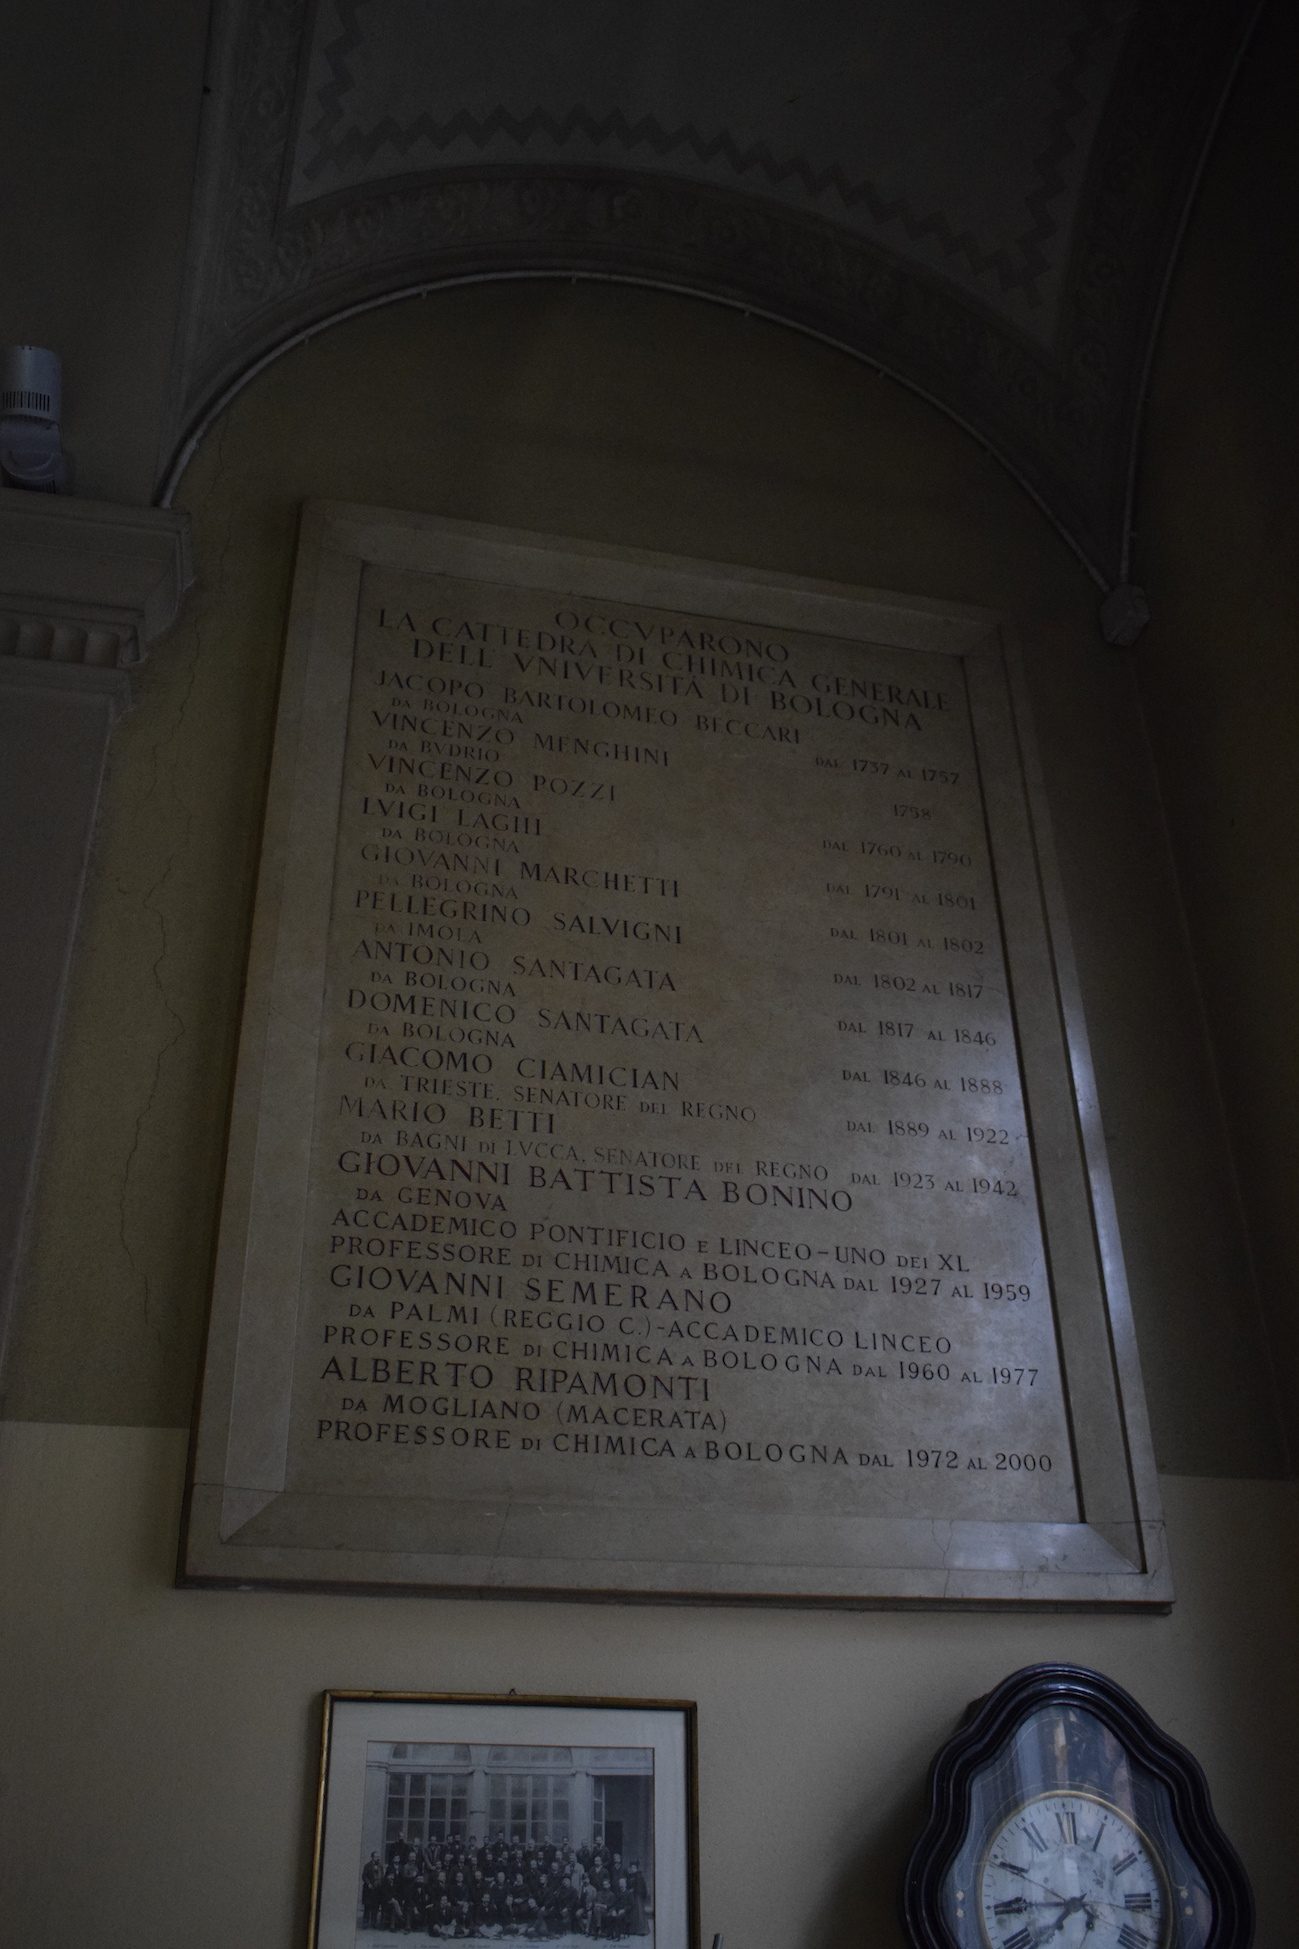 OCCVPARONO
LA CATTEDRA DI CHIMICA GENERALE
DELL' VNIVERSITÀ DI BOLOGNA
JACOPO BARTOLOMEO BECCARI
DA BOLOGNA DAL 1737 AL 1757
VINCENZO MENGHINI
DA BVDRIO 1758
VINCENZO POZZI
DA BOLOGNA DAL 1760 AL 1790
LVIGI LAGHI
DA BOLOGNA DAL 1791 AL 1801
GIOVANNI MARCHETTI
DA BOLOGNA DAL 1801 AL 1802
PELLEGRINO SALVIGNI
DA IMOLA DAL 1802 AL 1817
ANTONIO SANTAGATA
DA BOLOGNA DAL 1817 AL 1846
DOMENICO SANTAGATA
DA BOLOGNA DAL 1846 AL 1888
GIACOMO CIAMICIAN
DA TRIESTE, SENATORE DEL REGNO DAL 1889 AL 1922
MARIO BETTI
DA BAGNI DI LVCCA, SENATORE DEL REGNO DAL 1923 AL 1942
GIOVANNI BATTISTA BONINO
DA GENOVA
ACCADEMICO PONTIFICIO E LINCEO-UNO DEI XL
PROFESSORE DI CHIMICA A BOLOGNA DAL 1927 AL 1959
GIOVANNI SEMERANO
DA PALMI (REGGIO C.)-ACCADEMICO LINCEO
PROFESSORE DI CHIMICA A BOLOGNA DAL 1960 AL 1977
ALBERTO RIPAMONTI
DA MOGLIANO (MACERATA)
PROFESSORE DI CHIMICA A BOLOGNA DAL 1972 AL 2000